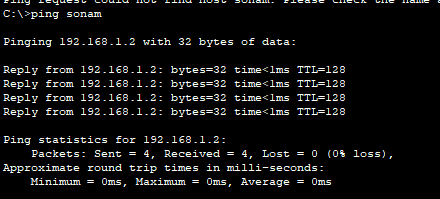 Ping request could not find host sonam. Please check the name a
C:\>ping sonam
Pinging 192.168.1.2 with 32 bytes of data:
Reply from 192.168.1.2: bytes=32 time<1ms TTL=128
Reply from 192.168.1.2: bytes=32 time<1ms TTL=128
Reply from 192.168.1.2: bytes=32 time<1ms TTL=128
Reply from 192.168.1.2: bytes=32 time<1ms TTL=128
Ping statistics for 192.168.1.2:
Packets: Sent = 4, Received = 4, Lost = 0 (0% loss),
Approximate round trip times in milli-seconds:
Minimum = 0ms, Maximum = 0ms, Average = 0ms